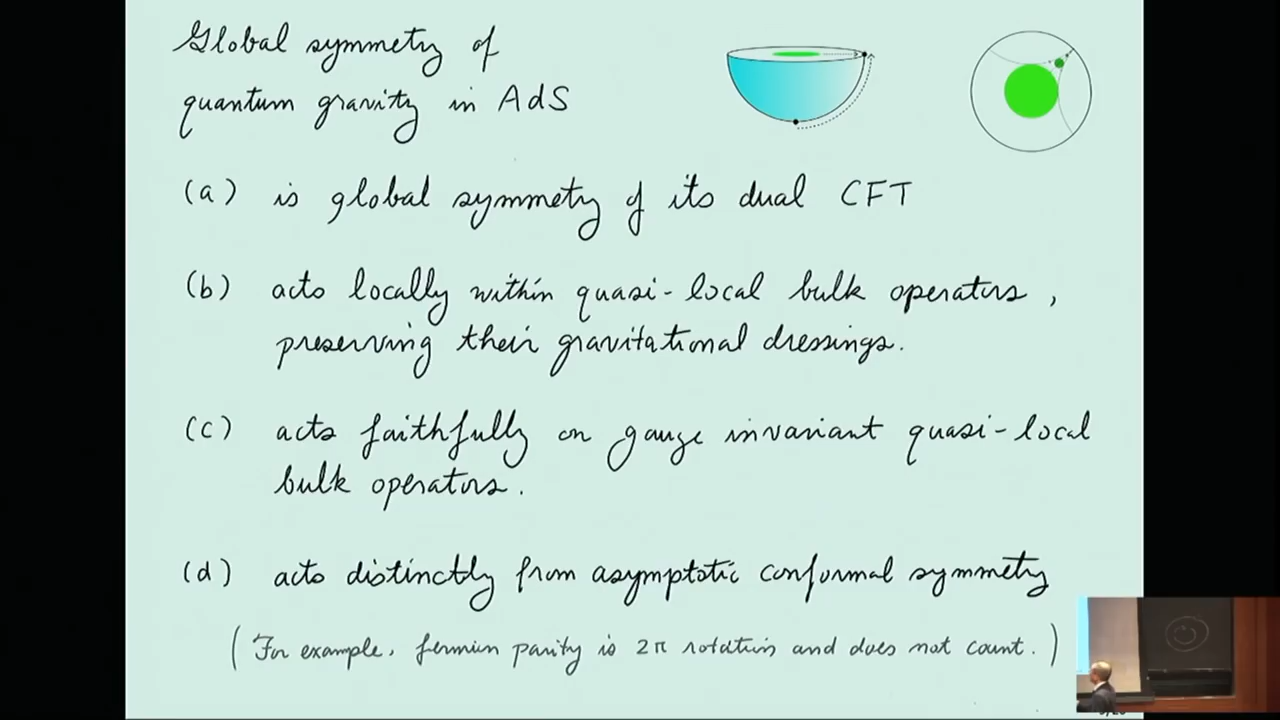 Global symmetry of
quantum gravity in AdS
(a) is global symmetry of its dual CFT
(b) acts locally within quasi-local bulk operators,
preserving their gravitational dressings.
(c) acts faithfully on gauge invariant quasi-local
bulk operators.
(d) acts distinctly from asymptotic conformal symmetry
(For example, fermion parity is 2π rotation and does not count.)